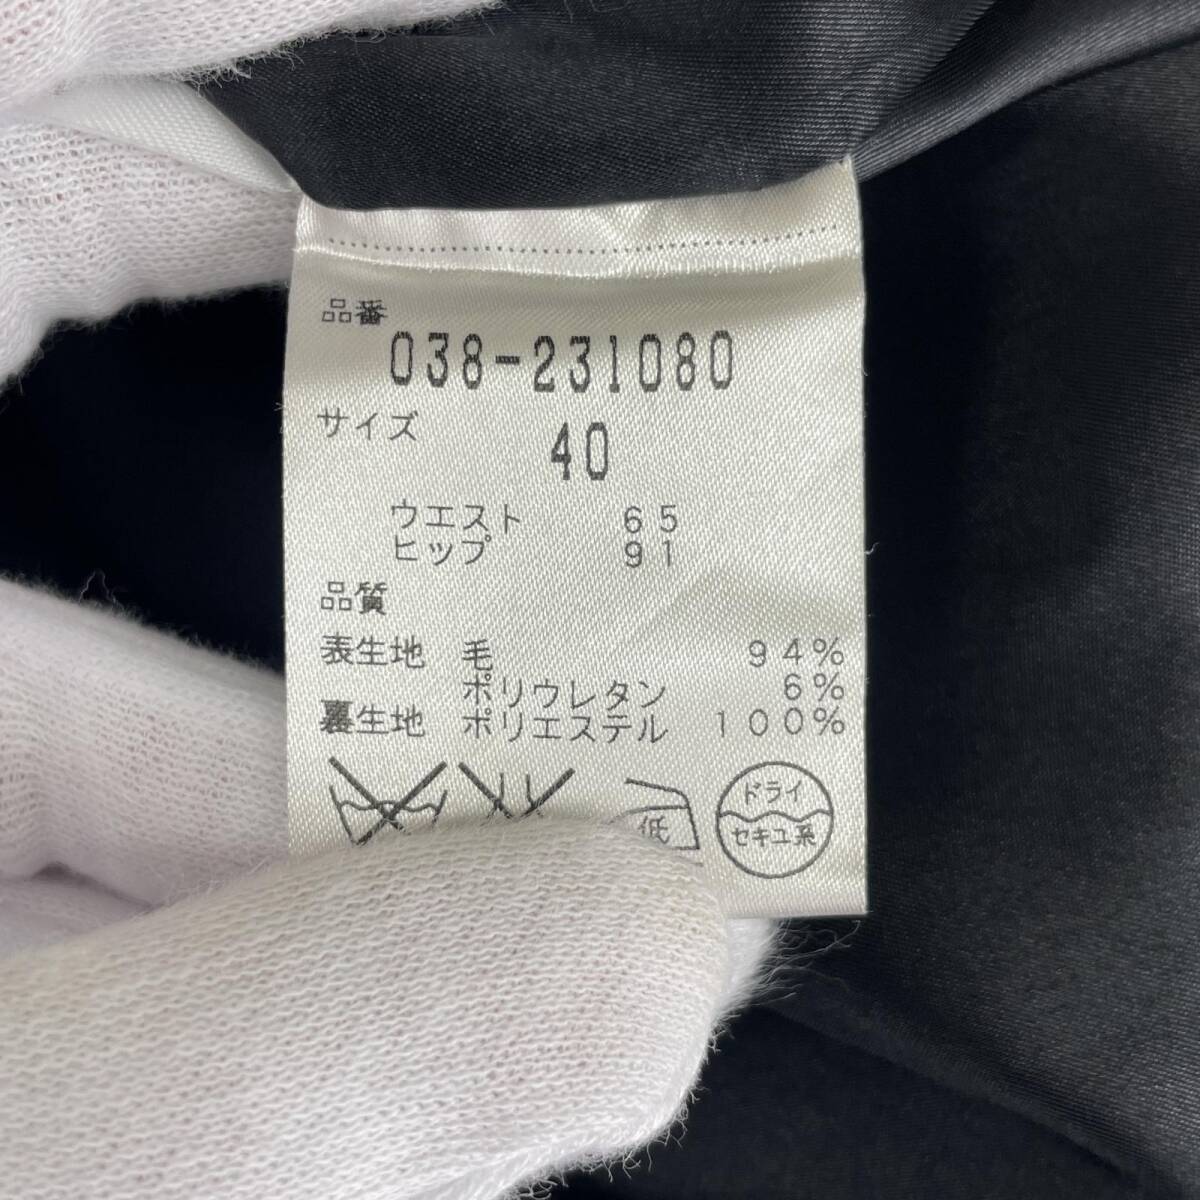 品番
038-231080
サイズ 40
ウエスト 65
ヒップ 91
品質
表生地 毛 94%
ポリウレタン 6%
裏生地 ポリエステル 100%
低
ドライ
セキユ系